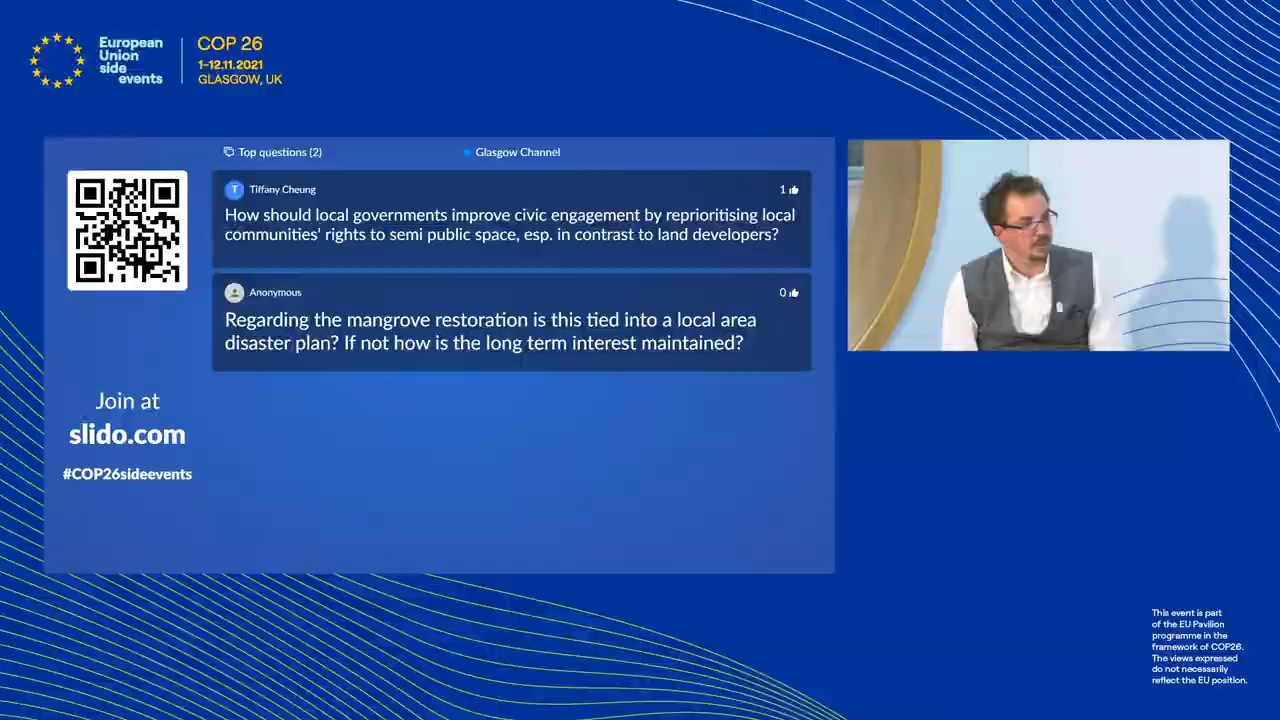 European
Union
side
events
COP 26
1-12.11.2021
GLASGOW, UK
Top questions (2)
Glasgow Channel
T
Tiffany Cheung
1
How should local governments improve civic engagement by reprioritising local
communities' rights to semi public space, esp. in contrast to land developers?
Anonymous
0
Regarding the mangrove restoration is this tied into a local area
disaster plan? If not how is the long term interest maintained?
Join at
slido.com
#COP26sideevents
This event is part
of the EU Pavilion
programme in the
framework of COP26.
The views expressed
do not necessarily
reflect the EU position.